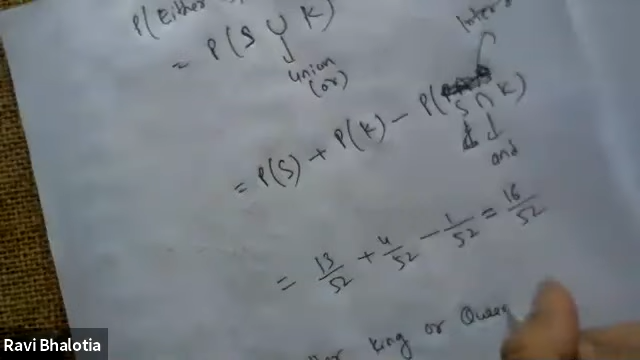 P(Either
= P(S ∪ K)
union
(or)
= P(S) + P(K) - P(S ∩ K)
and
= 13/52 + 4/52 - 1/52 = 16/52
king or Queen
Ravi Bhalotia